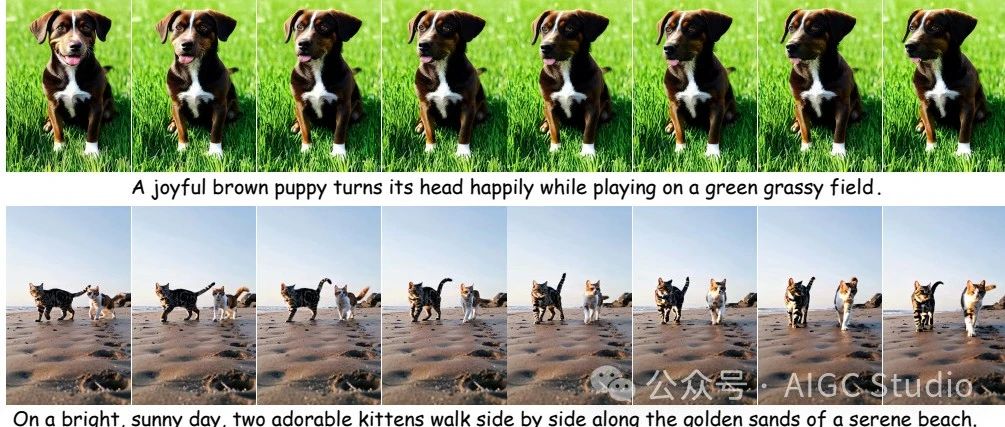 A joyful brown puppy turns its head happily while playing on a green grassy field.
公众号 · AIGC Studio
On a bright, sunny day, two adorable kittens walk side by side along the golden sands of a serene beach.